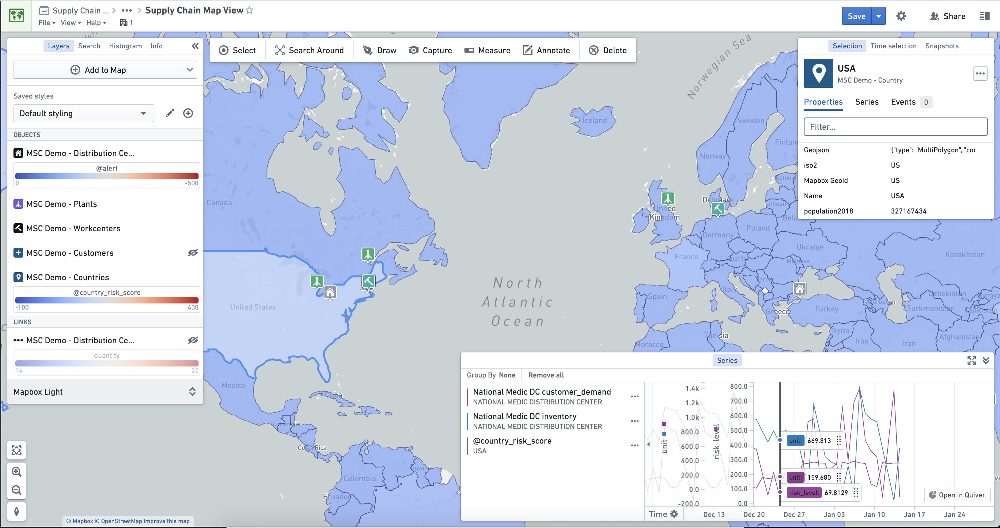 Supply Chain ...
Supply Chain Map View
File
View
Help
1
Save
Share
Layers
Search
Histogram
Info
Add to Map
Saved styles
Default styling
OBJECTS
MSC Demo - Distribution Ce...
@alert
0
-500
MSC Demo - Plants
MSC Demo - Workcenters
MSC Demo - Customers
MSC Demo - Countries
@country_risk_score
-100
400
LINKS
MSC Demo - Distribution Ce...
quantity
14
22
Mapbox Light
Select
Search Around
Draw
Capture
Measure
Annotate
Delete
Selection
Time selection
Snapshots
USA
MSC Demo - Country
Properties
Series
Events
0
Filter...
Geojson {"type": "MultiPolygon", "coc
iso2 US
Mapbox Geoid US
Name USA
population2018 327167434
Norwegian Sea
Iceland
Sweden
Finlan
Norway
Estonia
Denmark
Lithuania
United
Kingdom
Canada
Poland
Germany
Ukraine
France
Kazakhstan
Austria
Moldova
North
Atlantic
Ocean
Serbia
Italy
Spain
Uzbekistan
Kyrgyz
Azerbaijan
United States
Greece
Turkey
Turkmenistan
Tajikistan
Syria
Tunisia
Afghanistan
Morocco
Iraq
Iran
Mexico
Cuba
Guatemala
Costa Rica
Guyana
Colombia
Ecuador
Series
Group By None
Remove all
National Medic DC customer_demand
NATIONAL MEDIC DISTRIBUTION CENTER
National Medic DC inventory
NATIONAL MEDIC DISTRIBUTION CENTER
@country_risk_score
USA
unit
1.4k
1.2k
1.0k
800.0
600.0
400.0
200.0
0.0
-200.0
risk_level
800.0
700.0
600.0
500.0
400.0
300.0
200.0
100.0
0.0
unit: 669.813
unit: 159.680
risk_level: 69.8129
Open in Quiver
Time
Dec 13
Dec 20
Dec 27
Jan 03
Jan 10
Jan 17
Jan 24
© Mapbox © OpenStreetMap Improve this map